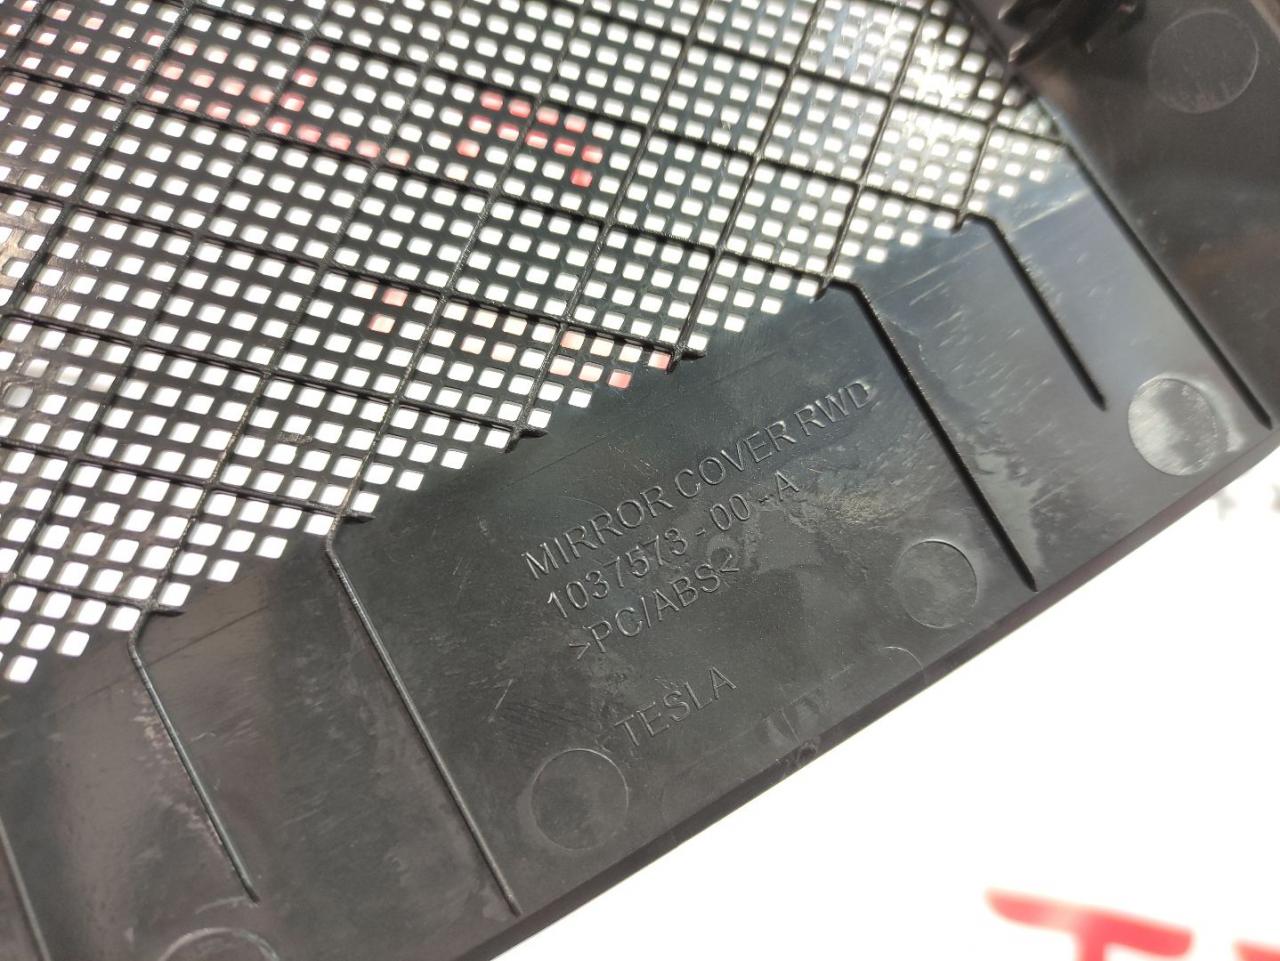 MIRROR COVER RWD
1037573-00-A
>PC/ABS<
TESLA